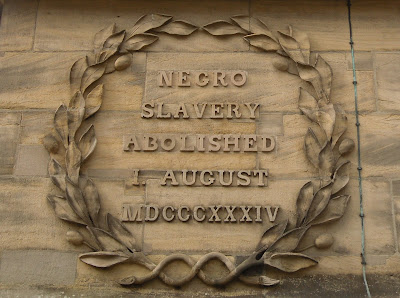 NEGRO
SLAVERY
ABOLISHED
1 AUGUST
MDCCCXXXIV